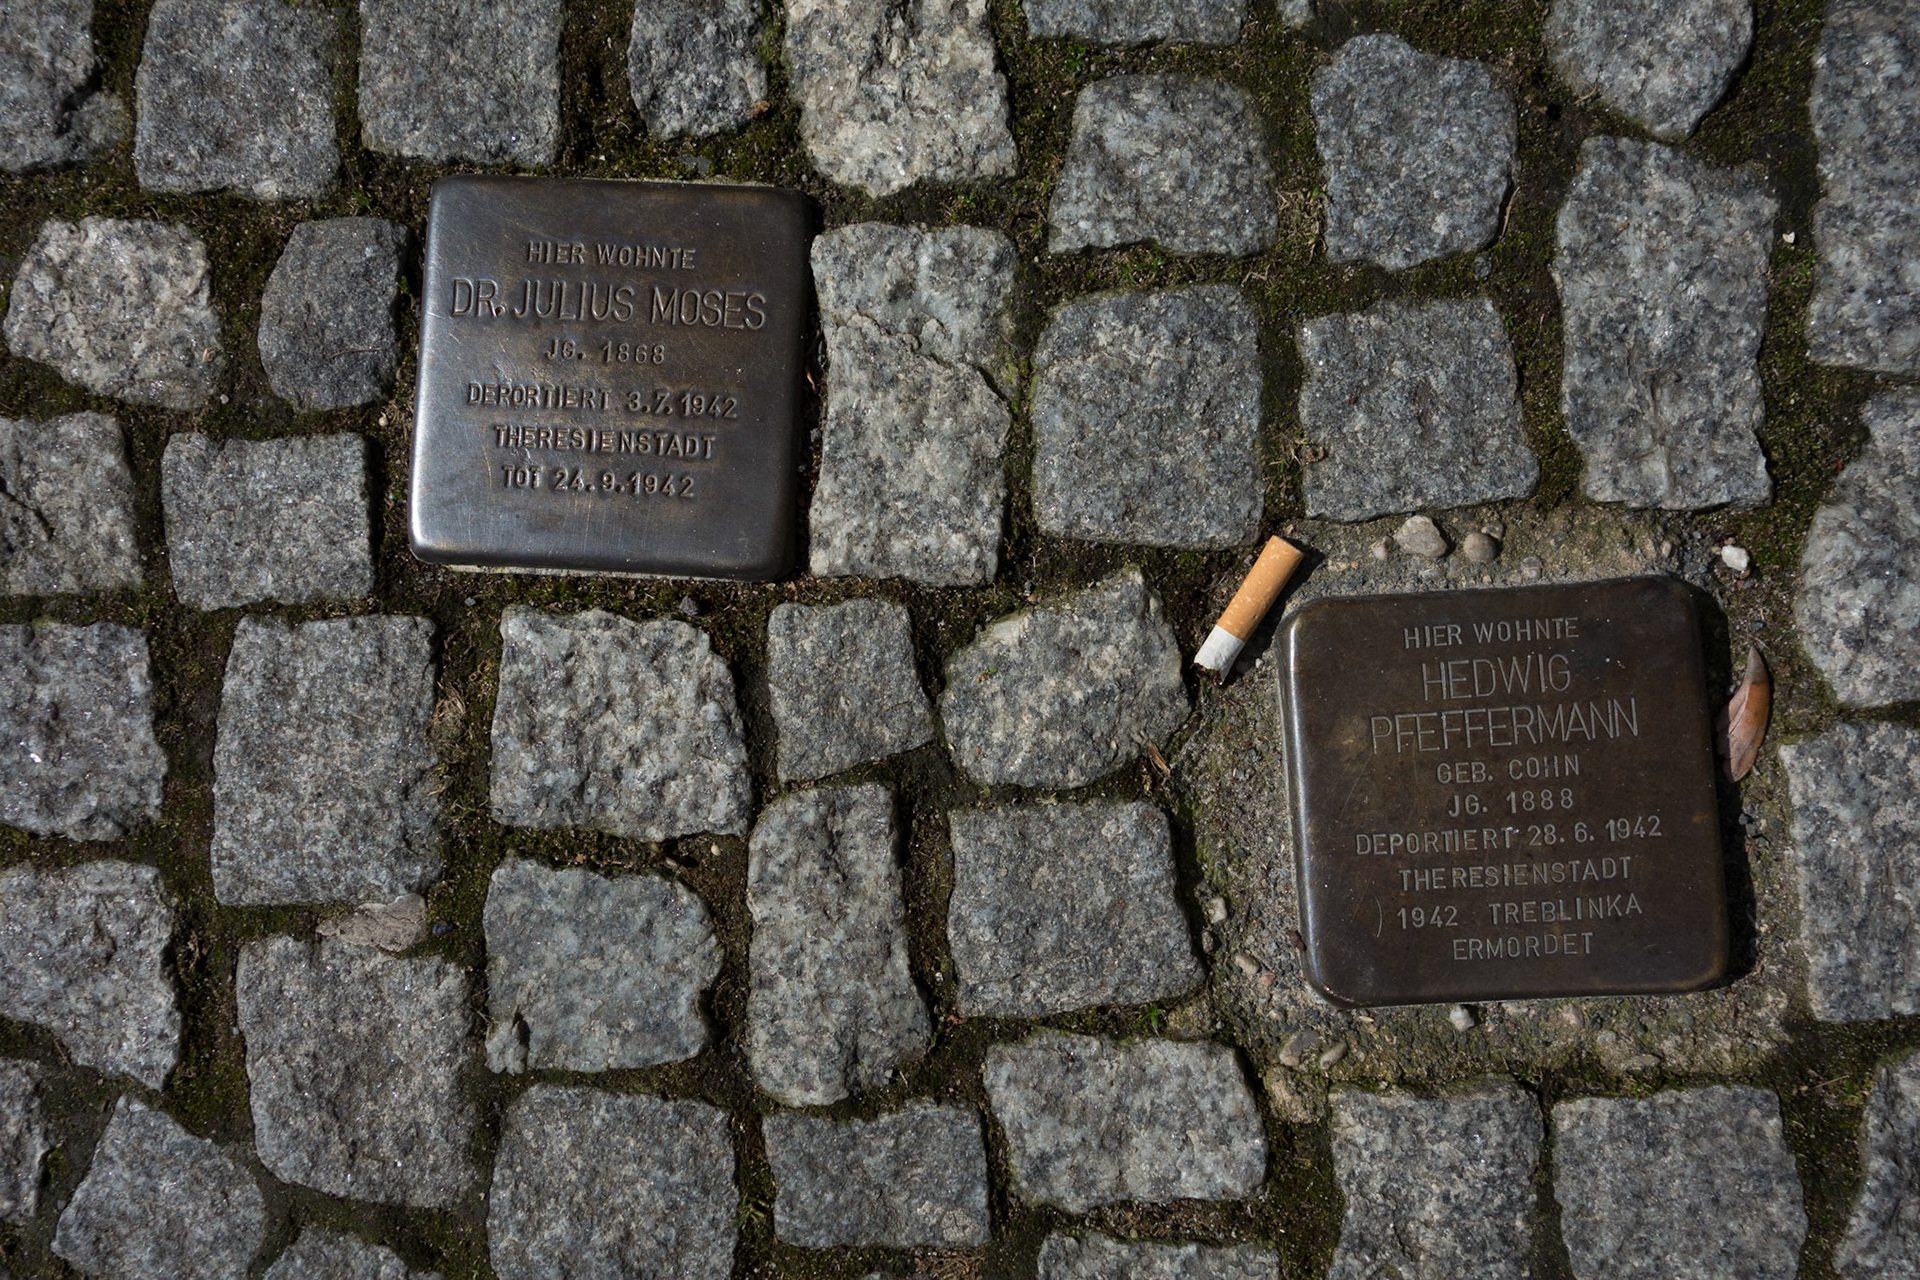 HIER WOHNTE
DR. JULIUS MOSES
JG. 1868
DEPORTIERT 3.7.1942
THERESIENSTADT
TOT 24.9.1942
HIER WOHNTE
HEDWIG
PFEFFERMANN
GEB. COHN
JG. 1888
DEPORTIERT 28.6.1942
THERESIENSTADT
1942 TREBLINKA
ERMORDET